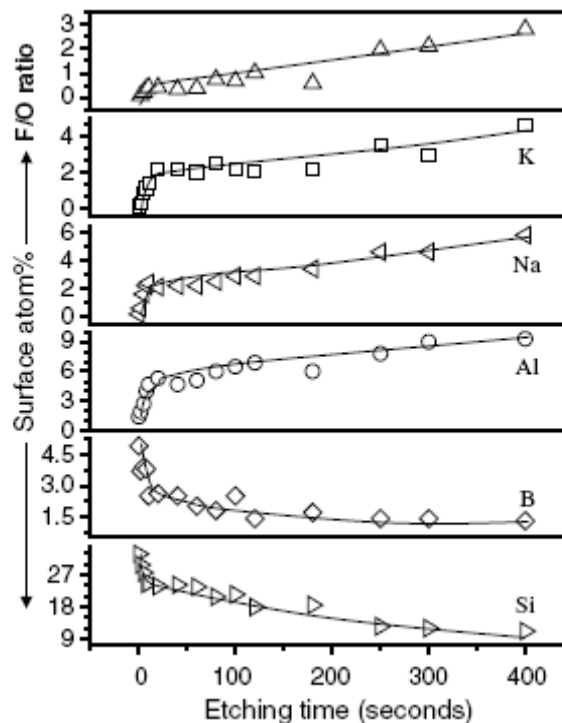 F/O ratio
Surface atom%
3
2
1
0
4
2
0
K
6
4
2
0
Na
9
6
3
0
Al
4.5
3.0
1.5
B
27
18
9
Si
0 100 200 300 400
Etching time (seconds)